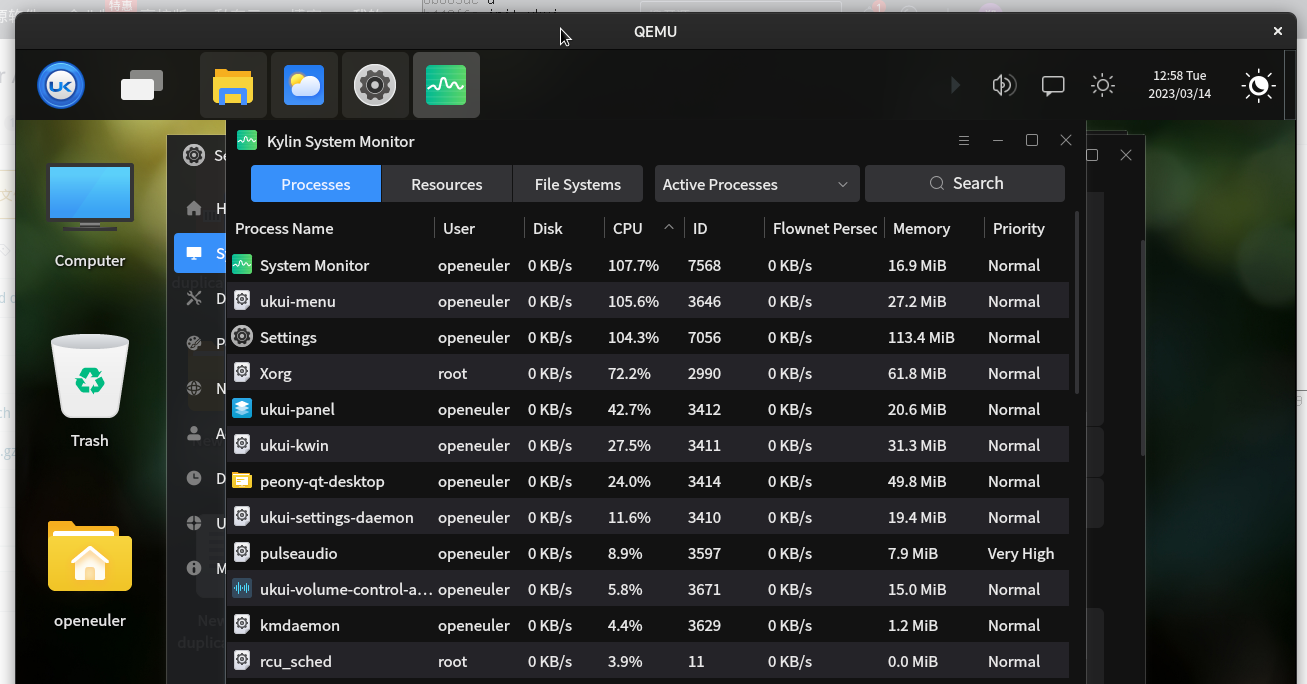 特惠
QEMU
UK
12:58 Tue
2023/03/14
Kylin System Monitor
Processes Resources File Systems Active Processes Search
Process Name User Disk CPU ID Flownet Persec Memory Priority
System Monitor openeuler 0 KB/s 107.7% 7568 0 KB/s 16.9 MiB Normal
ukui-menu openeuler 0 KB/s 105.6% 3646 0 KB/s 27.2 MiB Normal
Settings openeuler 0 KB/s 104.3% 7056 0 KB/s 113.4 MiB Normal
Xorg root 0 KB/s 72.2% 2990 0 KB/s 61.8 MiB Normal
ukui-panel openeuler 0 KB/s 42.7% 3412 0 KB/s 20.6 MiB Normal
ukui-kwin openeuler 0 KB/s 27.5% 3411 0 KB/s 31.3 MiB Normal
peony-qt-desktop openeuler 0 KB/s 24.0% 3414 0 KB/s 49.8 MiB Normal
ukui-settings-daemon openeuler 0 KB/s 11.6% 3410 0 KB/s 19.4 MiB Normal
pulseaudio openeuler 0 KB/s 8.9% 3597 0 KB/s 7.9 MiB Very High
ukui-volume-control-a... openeuler 0 KB/s 5.8% 3671 0 KB/s 15.0 MiB Normal
kmdaemon openeuler 0 KB/s 4.4% 3629 0 KB/s 1.2 MiB Normal
rcu_sched root 0 KB/s 3.9% 11 0 KB/s 0.0 MiB Normal
Computer
Trash
openeuler